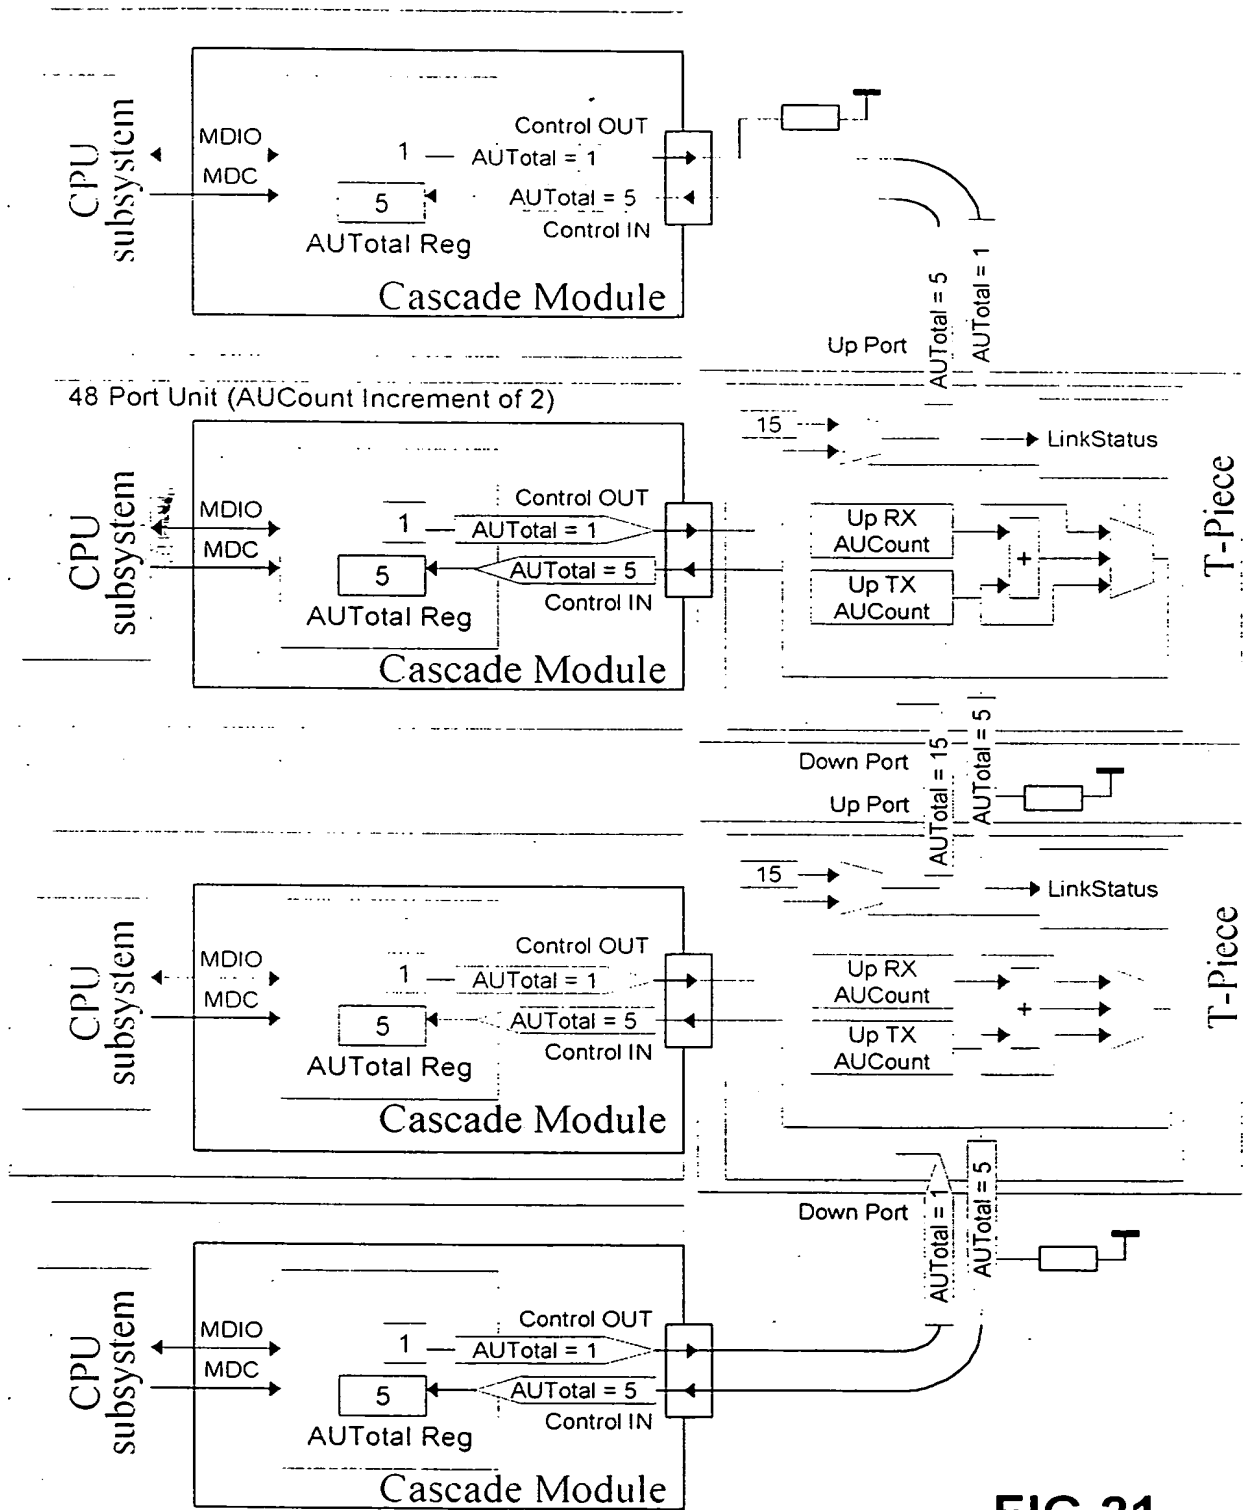 CPU
subsystem
MDIO
MDC
1
AUTotal = 1
Control OUT
5
AUTotal = 5
Control IN
AUTotal Reg
Cascade Module
AUTotal = 5
AUTotal = 1
Up Port
48 Port Unit (AUCount Increment of 2)
CPU
subsystem
MDIO
MDC
1
AUTotal = 1
Control OUT
5
AUTotal = 5
Control IN
AUTotal Reg
Cascade Module
15
LinkStatus
Up RX
AUCount
+
Up TX
AUCount
T-Piece
Down Port
AUTotal = 15
AUTotal = 5
Up Port
CPU
subsystem
MDIO
MDC
1
AUTotal = 1
Control OUT
5
AUTotal = 5
Control IN
AUTotal Reg
Cascade Module
15
LinkStatus
Up RX
AUCount
+
Up TX
AUCount
T-Piece
Down Port
AUTotal = 1
AUTotal = 5
CPU
subsystem
MDIO
MDC
1
AUTotal = 1
Control OUT
5
AUTotal = 5
Control IN
AUTotal Reg
Cascade Module
FIG 21